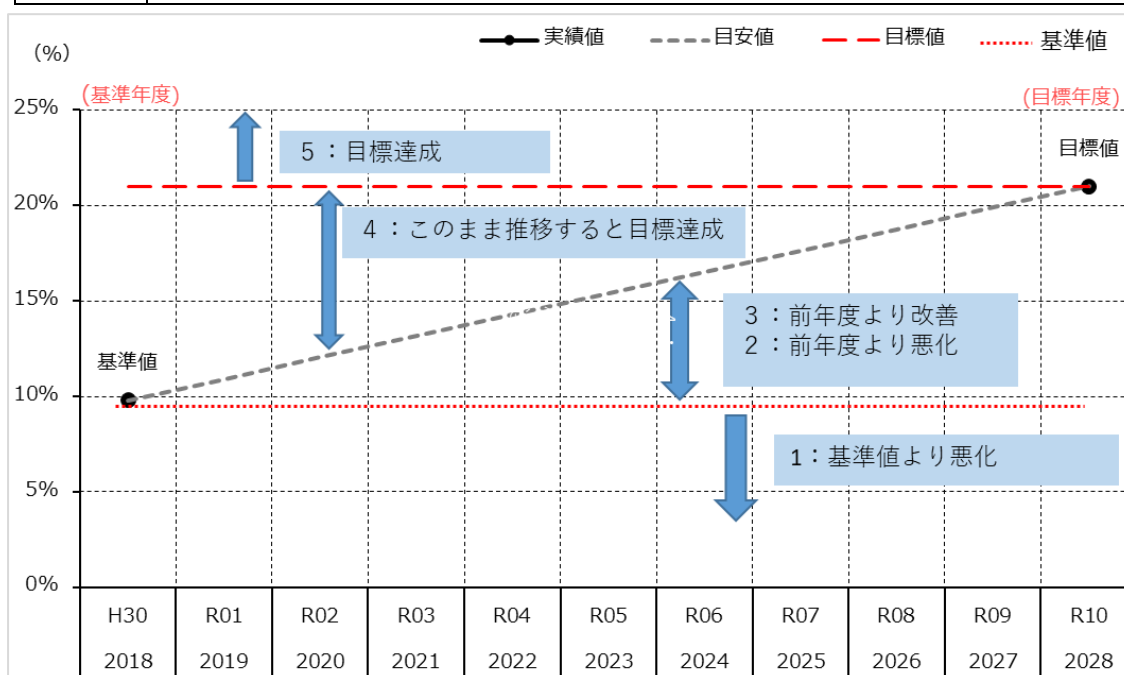 実績値 目安値 目標値 基準値
（%）
(基準年度) (目標年度)
25%
5：目標達成
目標値
20%
4：このまま推移すると目標達成
15%
3：前年度より改善
2：前年度より悪化
基準値
10%
1：基準値より悪化
5%
0%
H30 R01 R02 R03 R04 R05 R06 R07 R08 R09 R10
2018 2019 2020 2021 2022 2023 2024 2025 2026 2027 2028